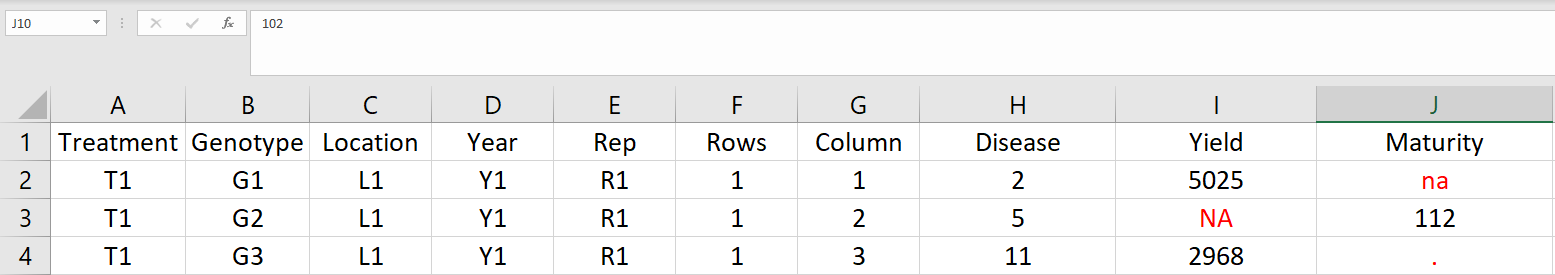 J10 fx 102
A B C D E F G H I J
1 Treatment Genotype Location Year Rep Rows Column Disease Yield Maturity
2 T1 G1 L1 Y1 R1 1 1 2 5025 na
3 T1 G2 L1 Y1 R1 1 2 5 NA 112
4 T1 G3 L1 Y1 R1 1 3 11 2968 .